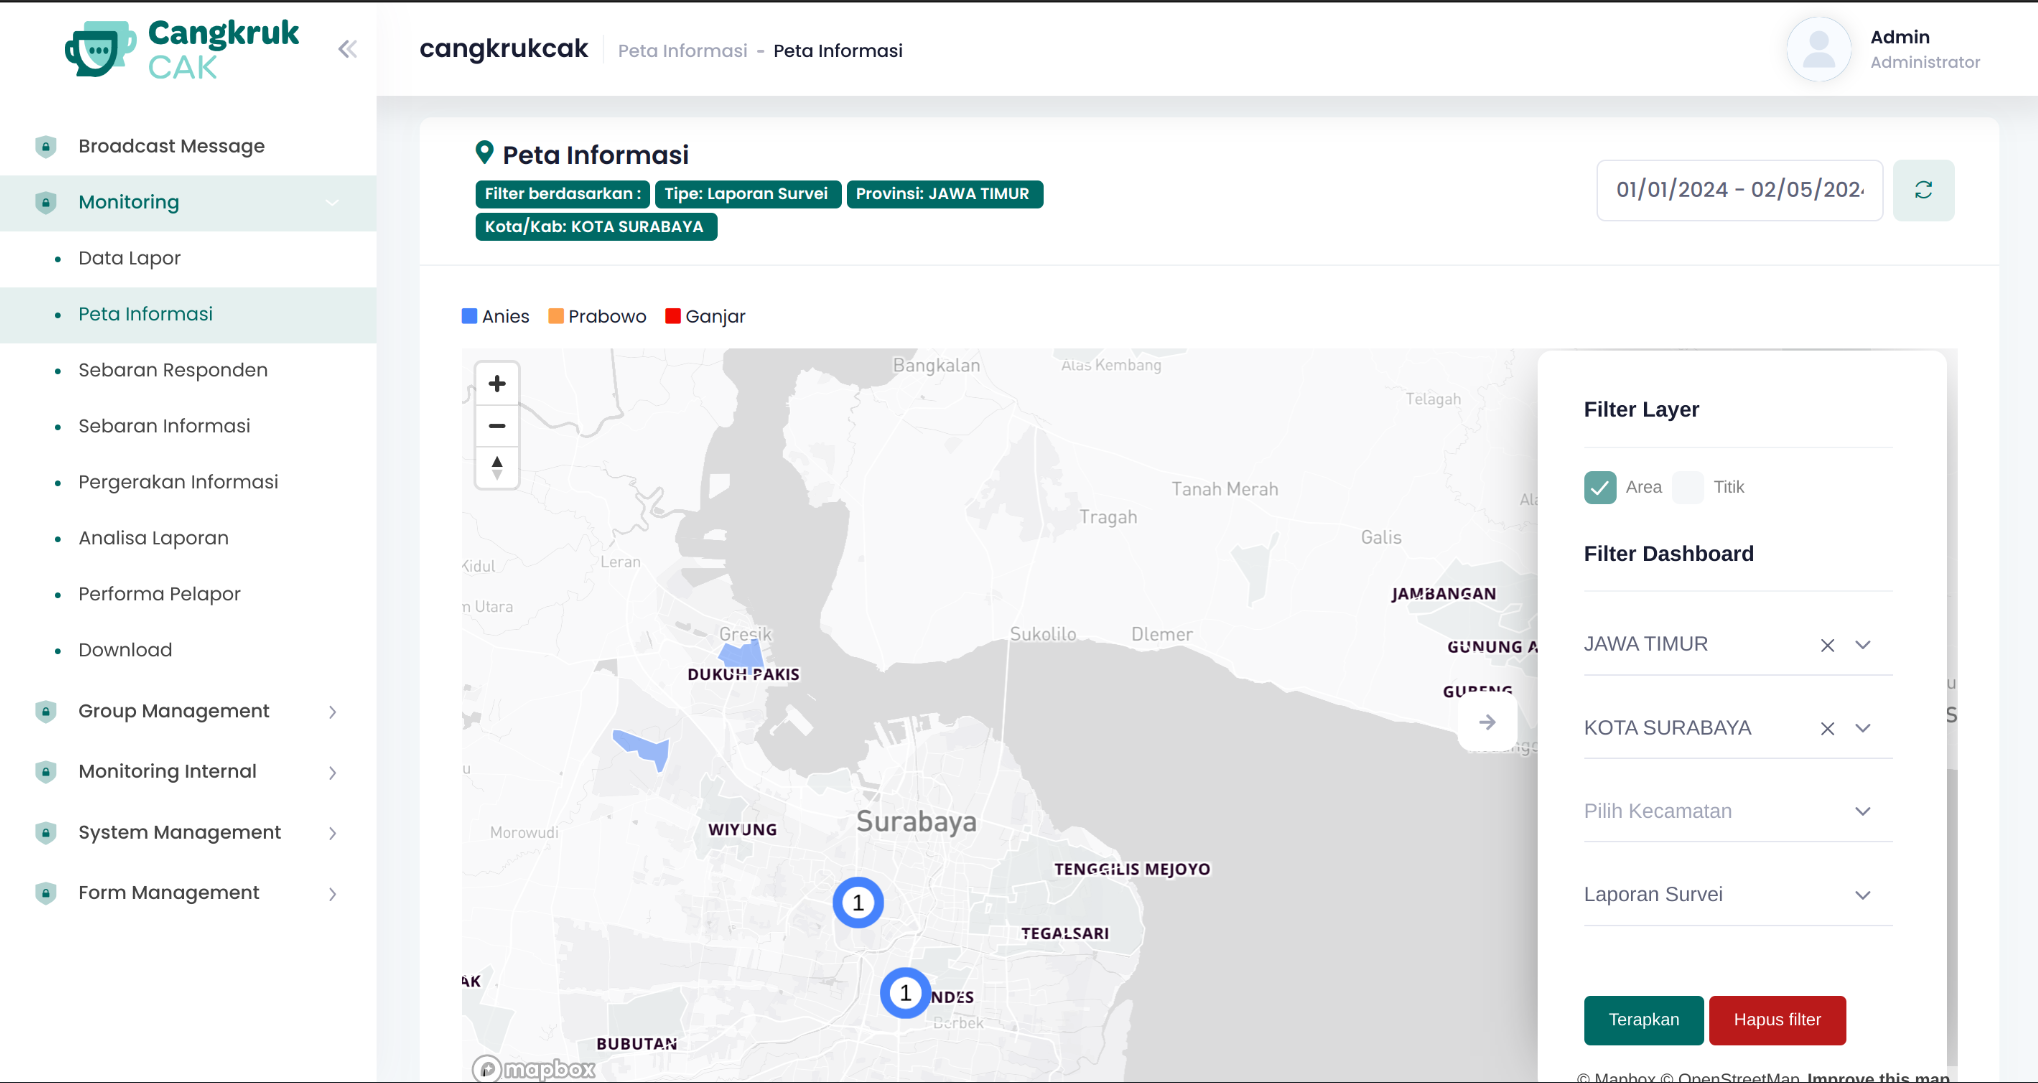 Cangkruk
CAK
cangkrukcak
Peta Informasi - Peta Informasi
Admin
Administrator
Broadcast Message
Monitoring
Data Lapor
Peta Informasi
Sebaran Responden
Sebaran Informasi
Pergerakan Informasi
Analisa Laporan
Performa Pelapor
Download
Group Management
Monitoring Internal
System Management
Form Management
Peta Informasi
Filter berdasarkan : Tipe: Laporan Survei Provinsi: JAWA TIMUR
Kota/Kab: KOTA SURABAYA
01/01/2024 - 02/05/202
Anies Prabowo Ganjar
Bangkalan
Alas Kembang
Telagah
Tanah Merah
Tragah
Galis
Kidul
Leran
Utara
JAMBANGAN
Gresik
Sukolilo
Dlemer
GUNUNG A
DUKUH PAKIS
GUBENG
Surabaya
WIYUNG
Morowudi
TENGGILIS MEJOYO
1
TEGALSARI
AK
1
NDES
Berbek
BUBUTAN
mapbox
Filter Layer
Area Titik
Filter Dashboard
JAWA TIMUR
KOTA SURABAYA
Pilih Kecamatan
Laporan Survei
Terapkan Hapus filter
© Mapbox © OpenStreetMap Improve this map